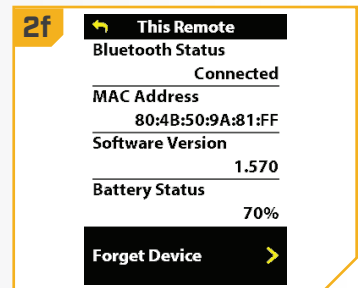 2f
This Remote
Bluetooth Status
Connected
MAC Address
80:4B:50:9A:81:FF
Software Version
1.570
Battery Status
70%
Forget Device